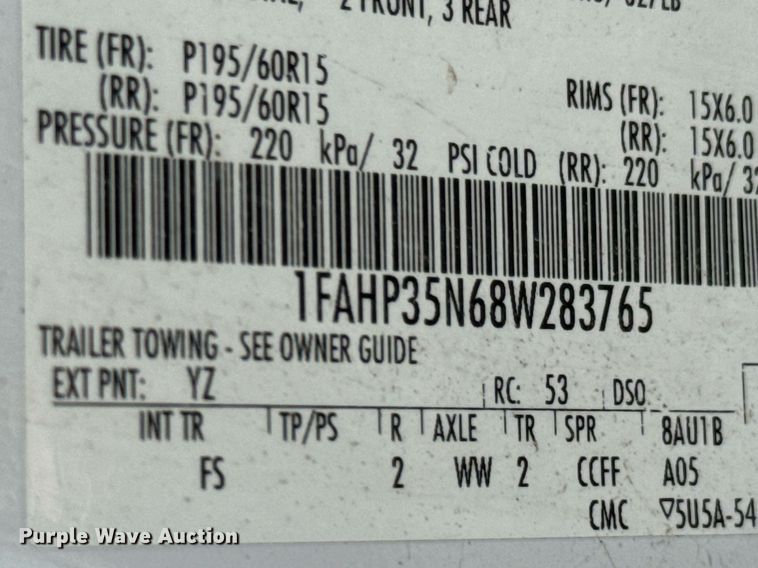 2 FRONT, 3 REAR
TIRE (FR): P195/60R15
(RR): P195/60R15
RIMS (FR): 15X6.0
(RR): 15X6.0
PRESSURE (FR): 220 kPa/ 32 PSI COLD (RR): 220 kPa/ 32
1FAHP35N68W283765
TRAILER TOWING - SEE OWNER GUIDE
EXT PNT: YZ RC: 53 DSO
INT TR TP/PS R AXLE TR SPR 8AU1B
FS 2 WW 2 CCFF A05
CMC ▽5U5A-54
Purple Wave Auction